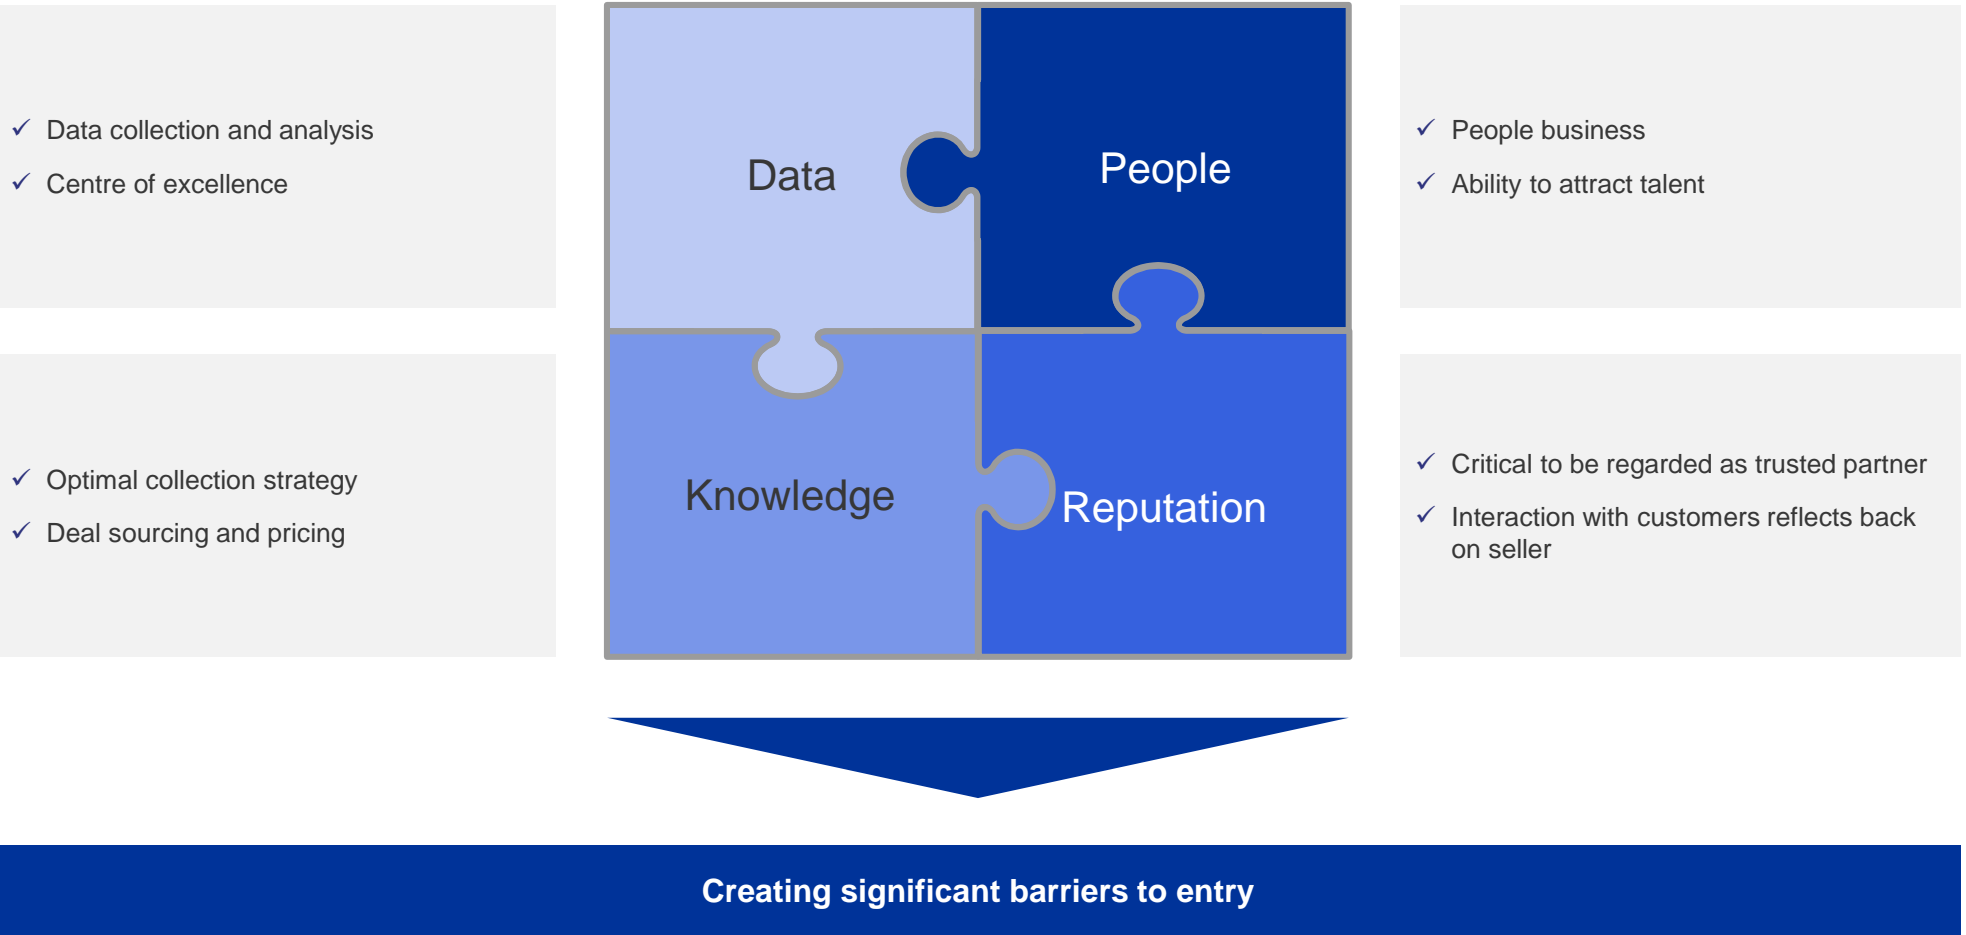 ✓ Data collection and analysis
✓ Centre of excellence
Data
People
✓ People business
✓ Ability to attract talent
✓ Optimal collection strategy
✓ Deal sourcing and pricing
Knowledge
Reputation
✓ Critical to be regarded as trusted partner
✓ Interaction with customers reflects back
on seller
Creating significant barriers to entry